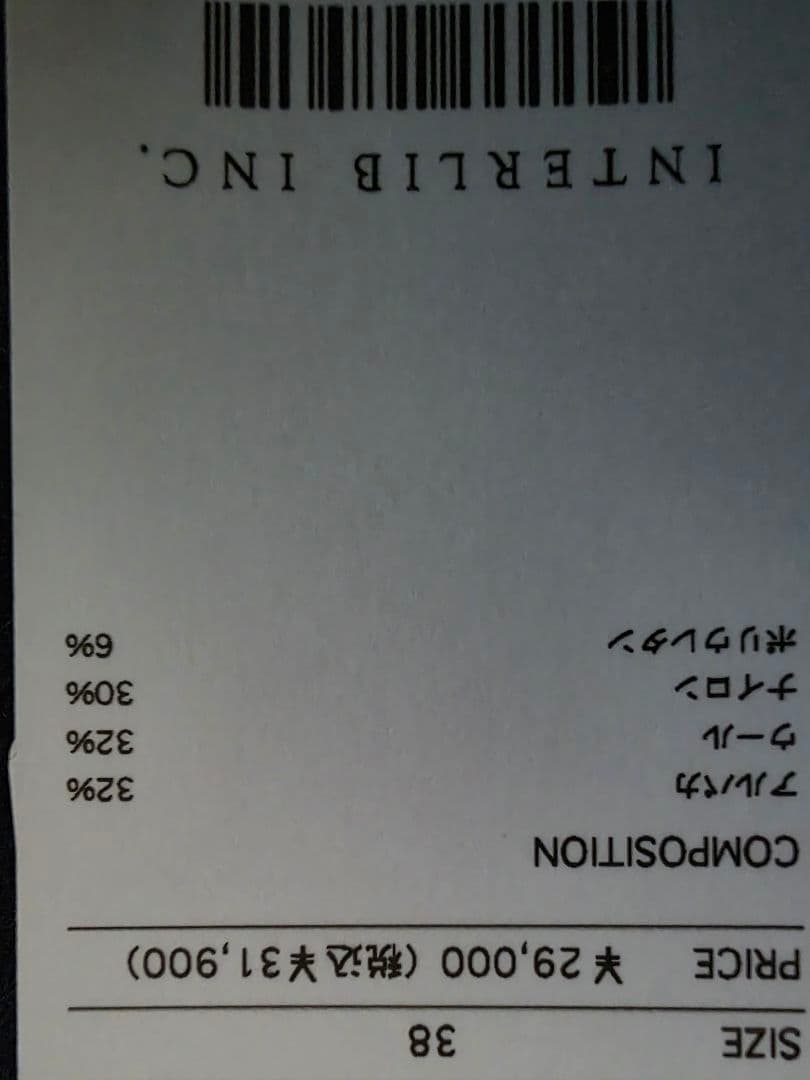 SIZE 38
PRICE ¥29,000 (税込¥31,900)
COMPOSITION
アルパカ 32%
ウール 32%
ナイロン 30%
ポリウレタン 6%
INTERLIB INC.